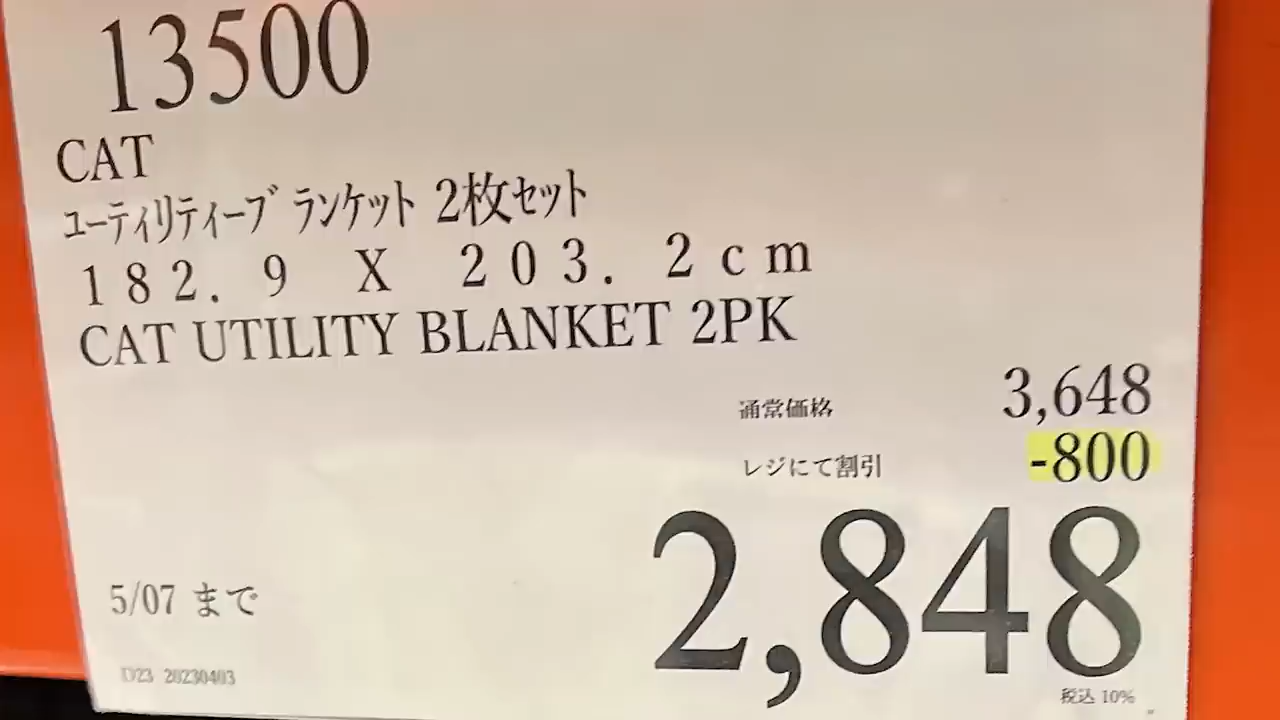 13500
CAT
ユーティリティーブランケット 2枚セット
182.9 X 203.2cm
CAT UTILITY BLANKET 2PK
通常価格 3,648
レジにて割引 -800
2,848
5/07 まで
D23 20230403
税込 10%